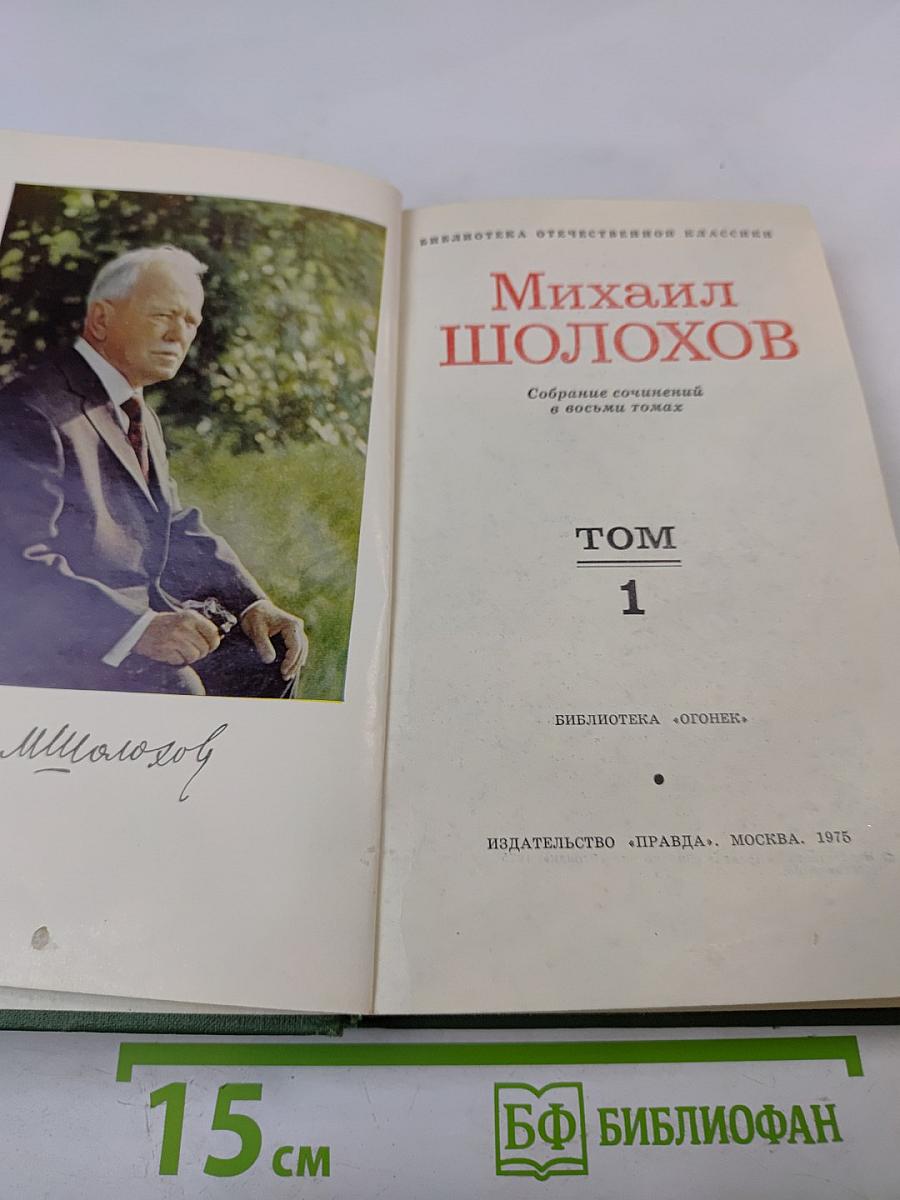 БИБЛИОТЕКА ОТЕЧЕСТВЕННОЙ КЛАССИКИ
Михаил
ШОЛОХОВ
Собрание сочинений
в восьми томах
ТОМ
1
БИБЛИОТЕКА «ОГОНЕК»
ИЗДАТЕЛЬСТВО «ПРАВДА». МОСКВА. 1975
МШолохов
15 см
БФ БИБЛИОФАН